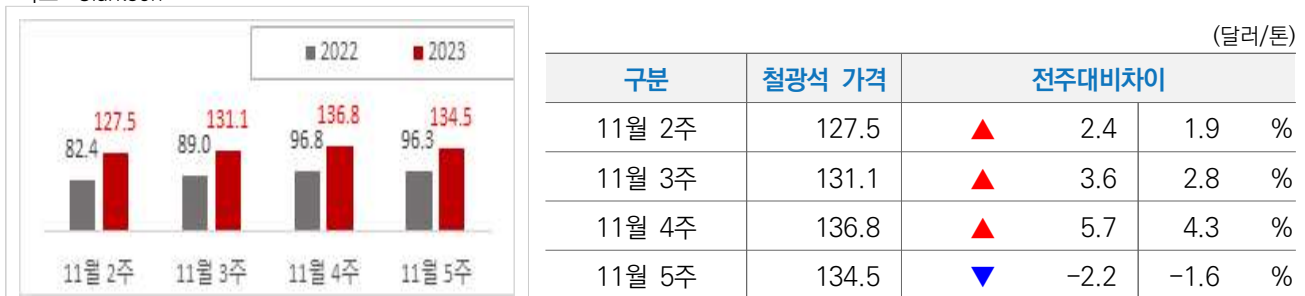 ■ 2022 ■ 2023
127.5 131.1 136.8 134.5
82.4 89.0 96.8 96.3
11월 2주 11월 3주 11월 4주 11월 5주
(달러/톤)
구분 철광석 가격 전주대비차이
11월 2주 127.5 ▲ 2.4 1.9 %
11월 3주 131.1 ▲ 3.6 2.8 %
11월 4주 136.8 ▲ 5.7 4.3 %
11월 5주 134.5 ▼ -2.2 -1.6 %